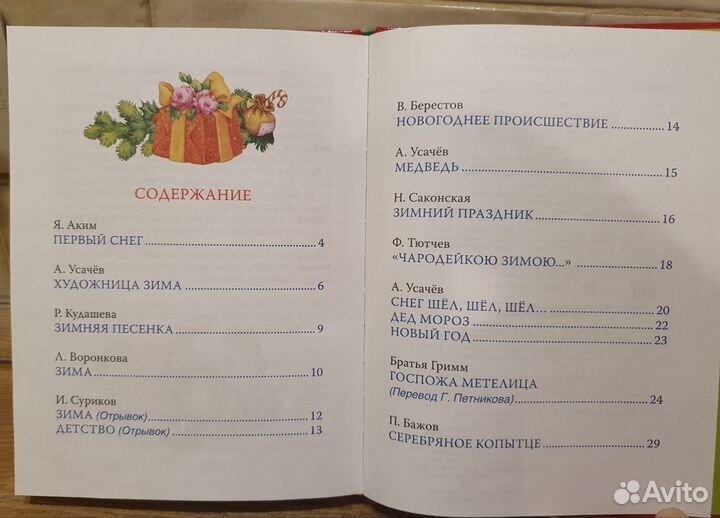 СОДЕРЖАНИЕ
Я. Аким
ПЕРВЫЙ СНЕГ 4
А. Усачёв
ХУДОЖНИЦА ЗИМА 6
Р. Кудашева
ЗИМНЯЯ ПЕСЕНКА 9
Л. Воронкова
ЗИМА 10
И. Суриков
ЗИМА (Отрывок) 12
ДЕТСТВО (Отрывок) 13
В. Берестов
НОВОГОДНЕЕ ПРОИСШЕСТВИЕ 14
А. Усачёв
МЕДВЕДЬ 15
Н. Саконская
ЗИМНИЙ ПРАЗДНИК 16
Ф. Тютчев
«ЧАРОДЕЙКОЮ ЗИМОЮ...» 18
А. Усачёв
СНЕГ ШЁЛ, ШЁЛ, ШЁЛ... 20
ДЕД МОРОЗ 22
НОВЫЙ ГОД 23
Братья Гримм
ГОСПОЖА МЕТЕЛИЦА
(Перевод Г. Петникова) 24
П. Бажов
СЕРЕБРЯНОЕ КОПЫТЦЕ 29
Avito